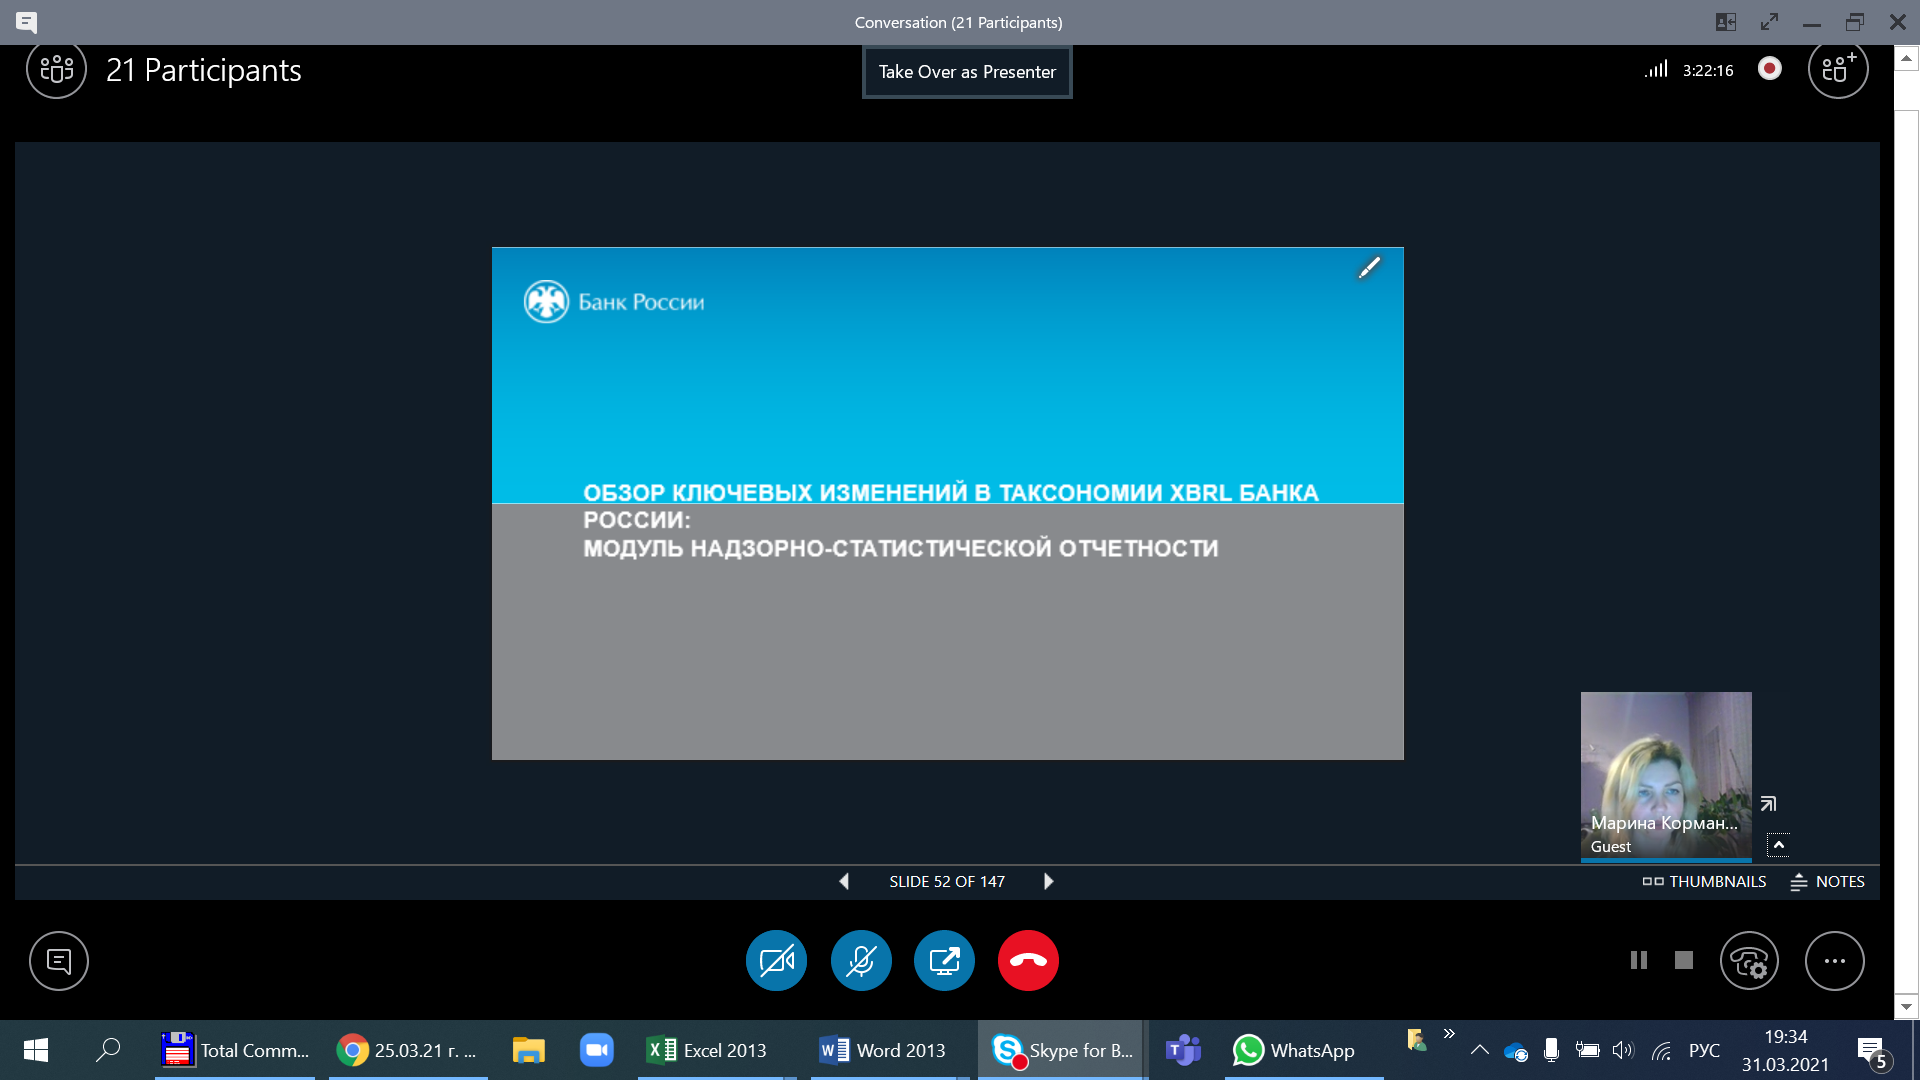 Conversation (21 Participants)
21 Participants
Take Over as Presenter
3:22:16
Банк России
ОБЗОР КЛЮЧЕВЫХ ИЗМЕНЕНИЙ В ТАКСОНОМИИ XBRL БАНКА
РОССИИ:
МОДУЛЬ НАДЗОРНО-СТАТИСТИЧЕСКОЙ ОТЧЕТНОСТИ
Марина Корман...
Guest
SLIDE 52 OF 147
THUMBNAILS
NOTES
Total Comm...
25.03.21 г. ...
Excel 2013
Word 2013
Skype for B...
WhatsApp
РУС
19:34
31.03.2021
5